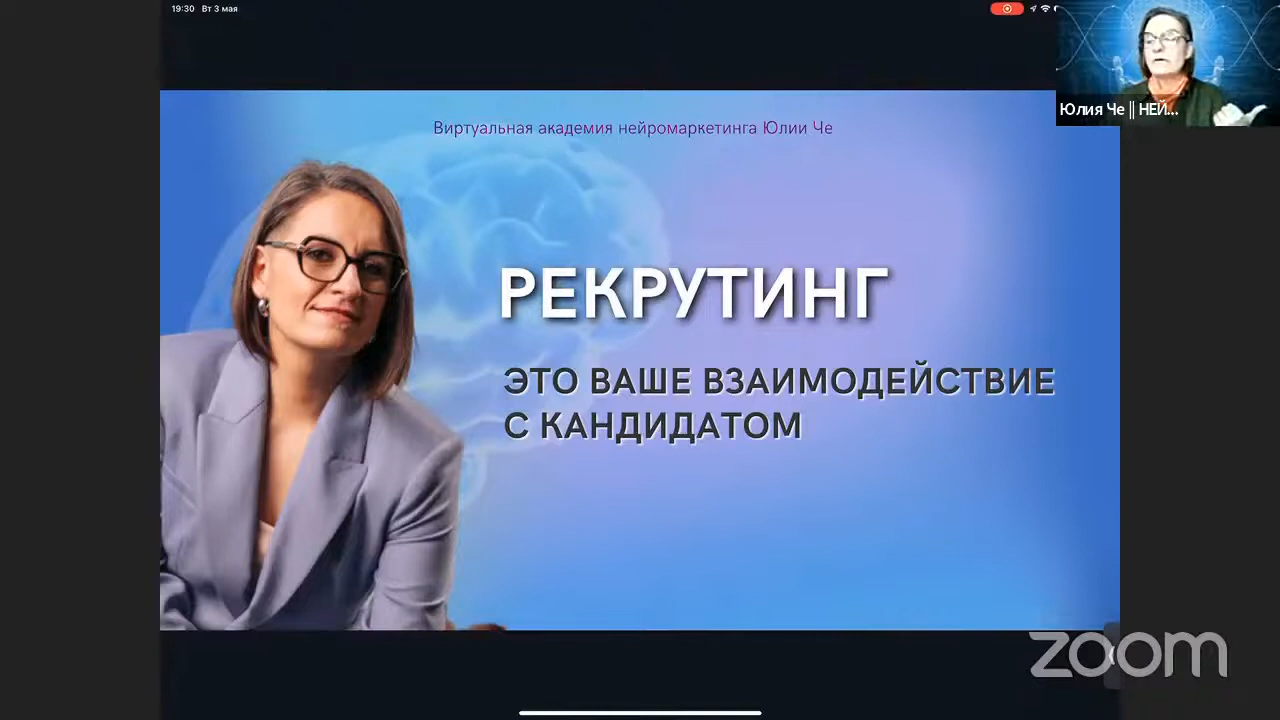 19:30 Вт 3 мая
Юлия Че || НЕЙ...
Виртуальная академия нейромаркетинга Юлии Че
РЕКРУТИНГ
ЭТО ВАШЕ ВЗАИМОДЕЙСТВИЕ
С КАНДИДАТОМ
zoom